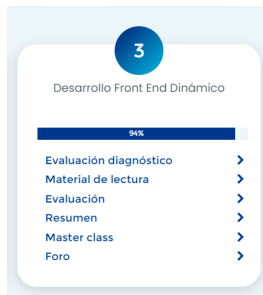 3
Desarrollo Front End Dinámico
94%
Evaluación diagnóstico
Material de lectura
Evaluación
Resumen
Master class
Foro